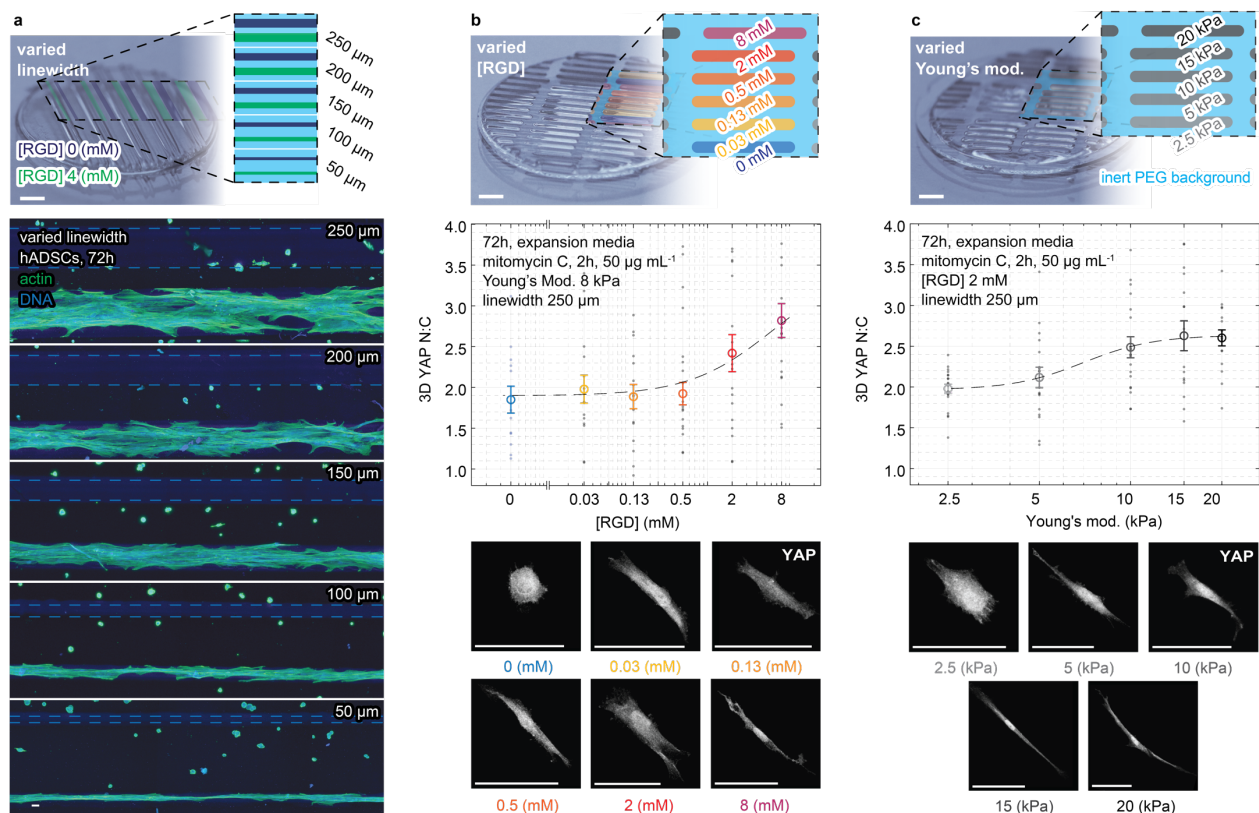 a
varied
linewidth
250 µm
200 µm
150 µm
100 µm
50 µm
[RGD] 0 (mM)
[RGD] 4 (mM)
varied linewidth
hADSCs, 72h
actin
DNA
250 µm
200 µm
150 µm
100 µm
50 µm
b
varied
[RGD]
8 mM
2 mM
0.5 mM
0.13 mM
0.03 mM
0 mM
4.0
3.5
3.0
2.5
2.0
1.5
1.0
3D YAP N:C
72h, expansion media
mitomycin C, 2h, 50 µg mL⁻¹
Young's Mod. 8 kPa
linewidth 250 µm
0 0.03 0.13 0.5 2 8
[RGD] (mM)
YAP
0 (mM) 0.03 (mM) 0.13 (mM)
0.5 (mM) 2 (mM) 8 (mM)
c
varied
Young's mod.
20 kPa
15 kPa
10 kPa
5 kPa
2.5 kPa
inert PEG background
4.0
3.5
3.0
2.5
2.0
1.5
1.0
3D YAP N:C
72h, expansion media
mitomycin C, 2h, 50 µg mL⁻¹
[RGD] 2 mM
linewidth 250 µm
2.5 5 10 15 20
Young's mod. (kPa)
YAP
2.5 (kPa) 5 (kPa) 10 (kPa)
15 (kPa) 20 (kPa)